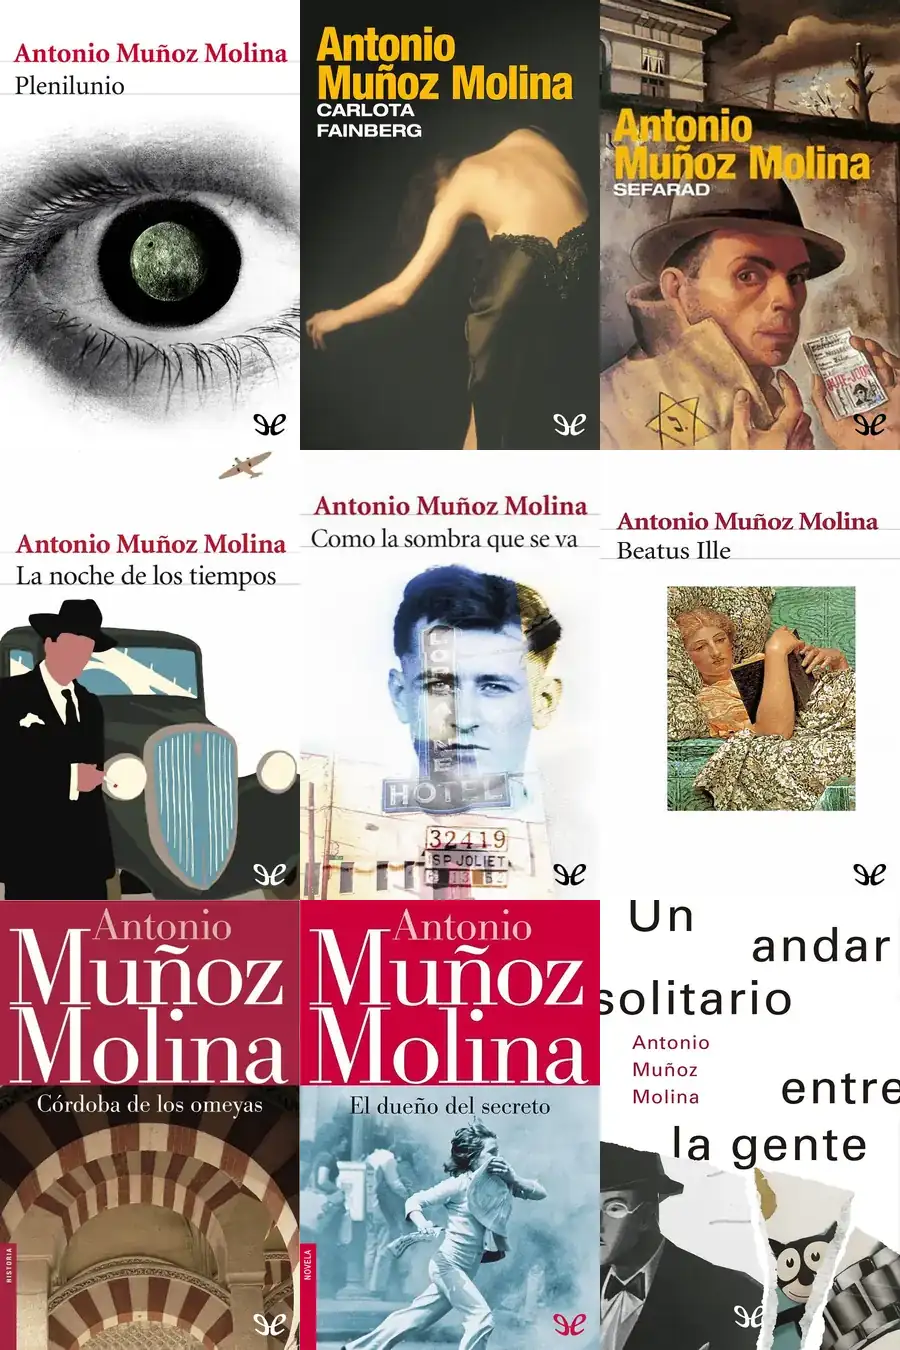 Antonio Muñoz Molina
Plenilunio
Antonio
Muñoz Molina
CARLOTA
FAINBERG
Antonio
Muñoz Molina
SEFARAD
Antonio Muñoz Molina
La noche de los tiempos
Antonio Muñoz Molina
Como la sombra que se va
HOTEL
32419
ISP JOLIET
Antonio Muñoz Molina
Beatus Ille
Antonio
Muñoz
Molina
Córdoba de los omeyas
HISTORIA
Antonio
Muñoz
Molina
El dueño del secreto
NOVELA
Un
andar
solitario
Antonio
Muñoz
Molina
entre
la gente